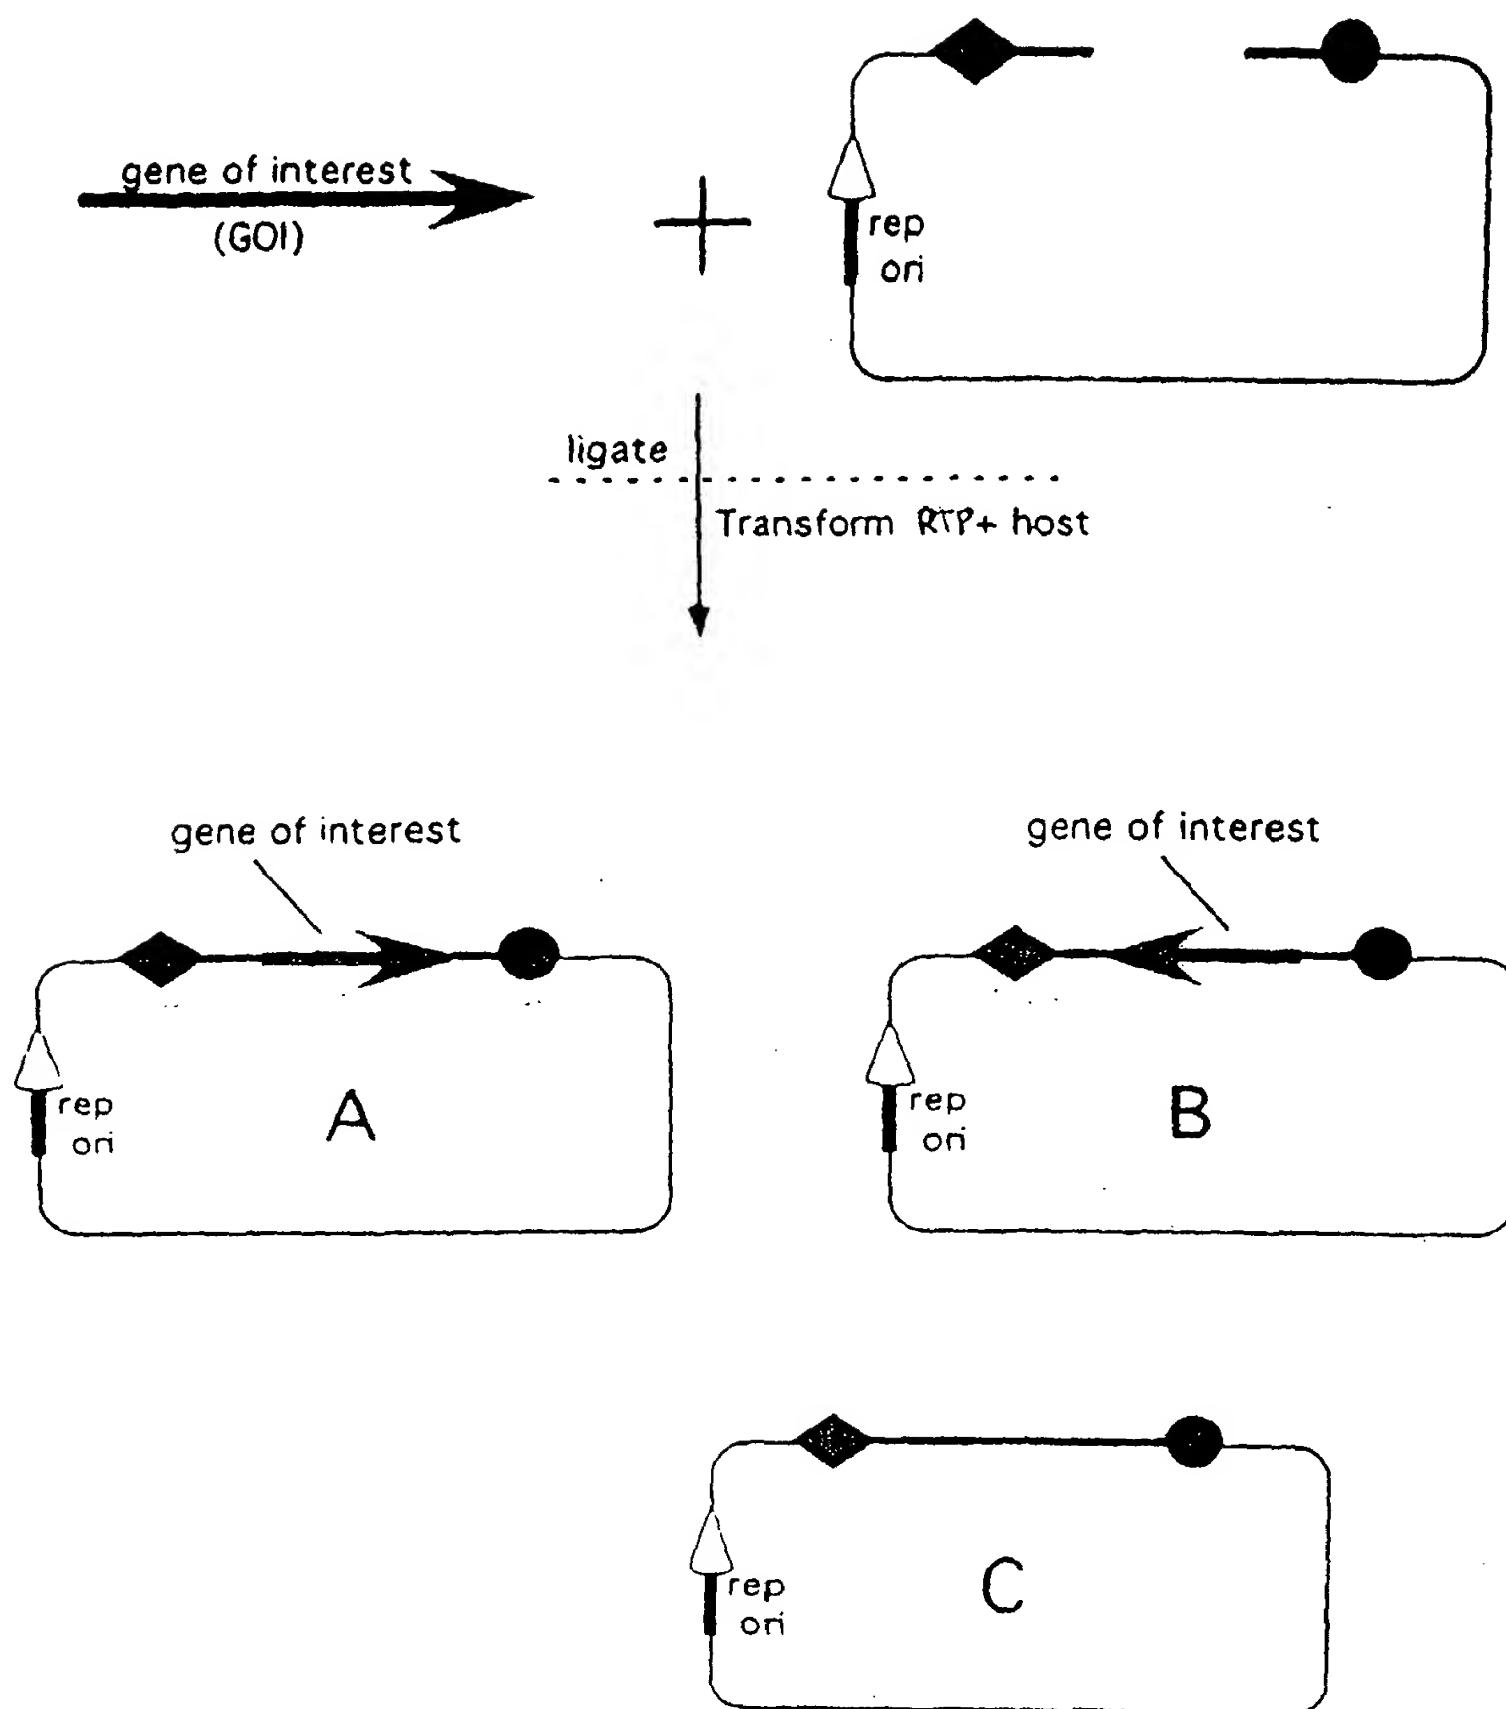 gene of interest
(GOI)
rep
ori
ligate
Transform RTP+ host
gene of interest
gene of interest
rep
ori
A
rep
ori
B
rep
ori
C